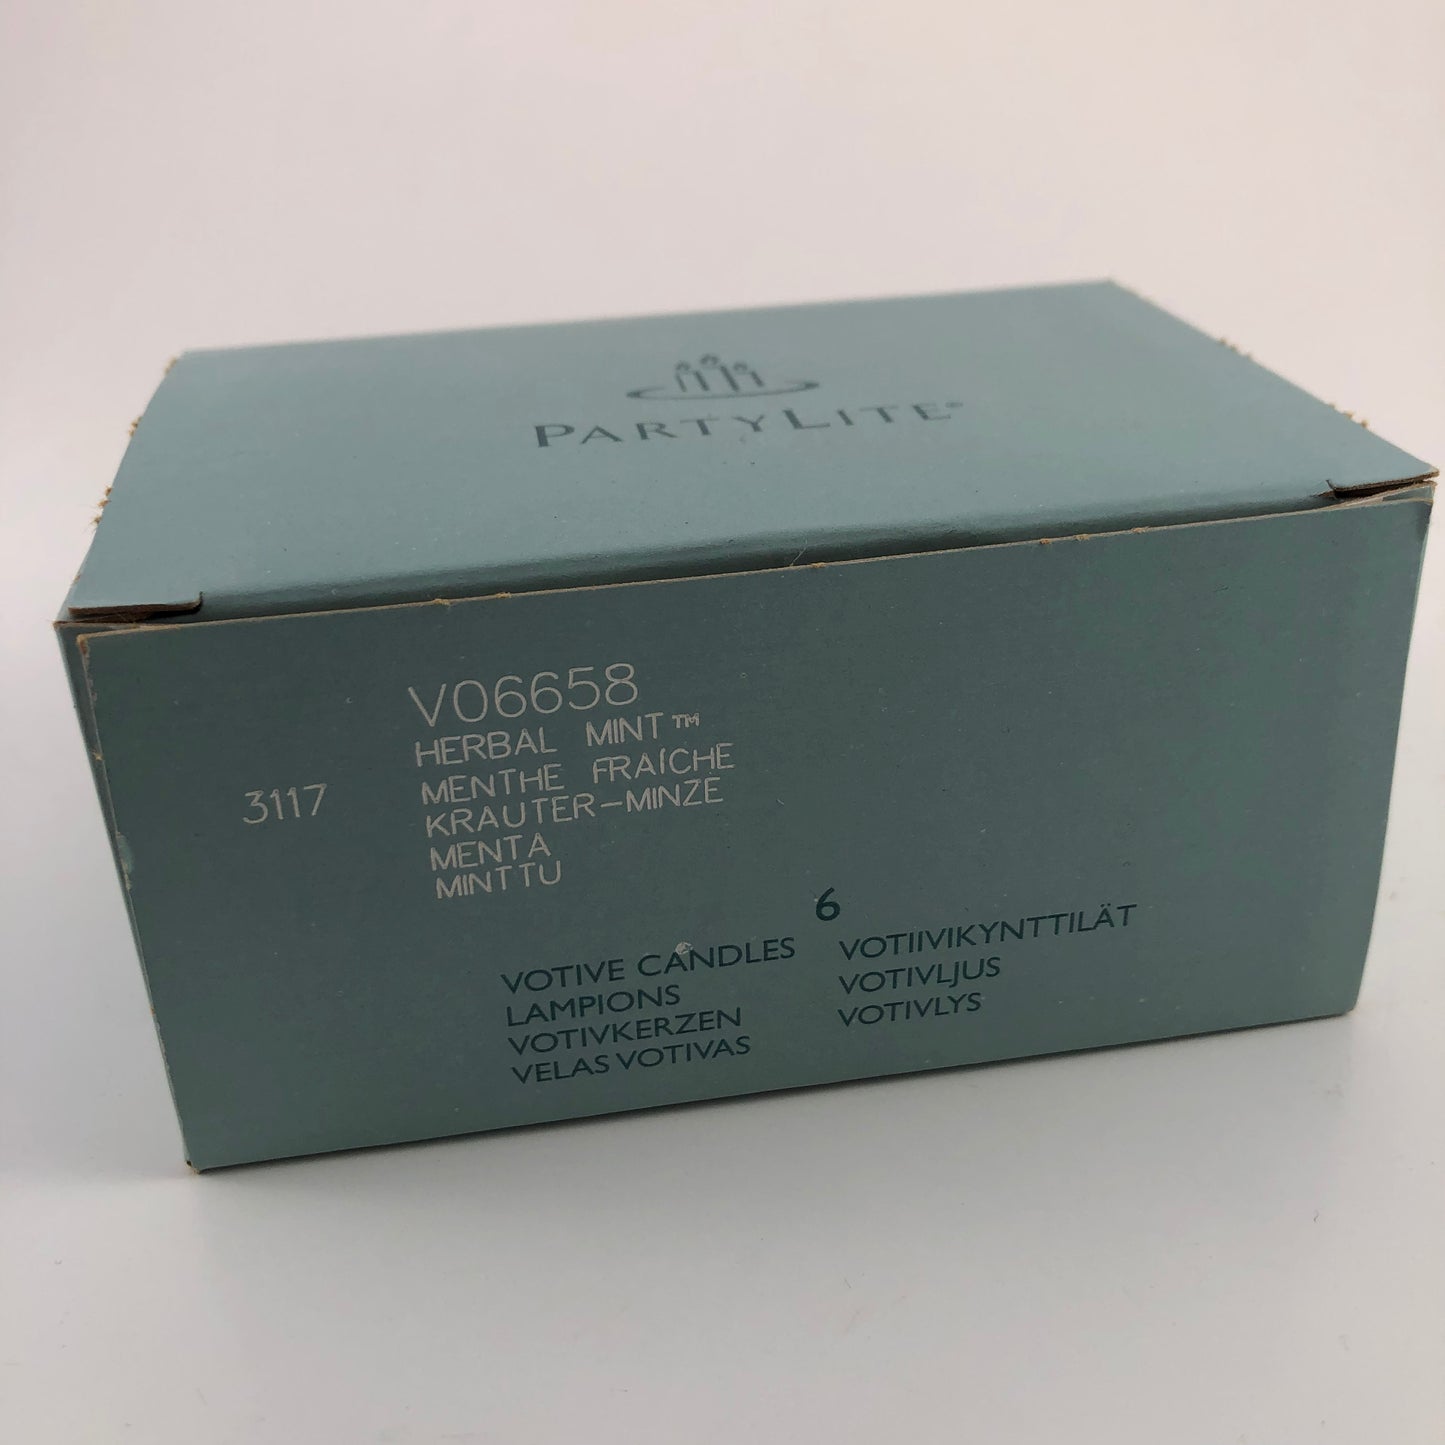 PARTYLITE®
V06658
HERBAL MINT™
MENTHE FRAÍCHE
KRAUTER-MINZE
MENTA
MINTTU
3117
6
VOTIVE CANDLES
LAMPIONS
VOTIVKERZEN
VELAS VOTIVAS
VOTIIVIKYNTTILÄT
VOTIVLJUS
VOTIVLYS